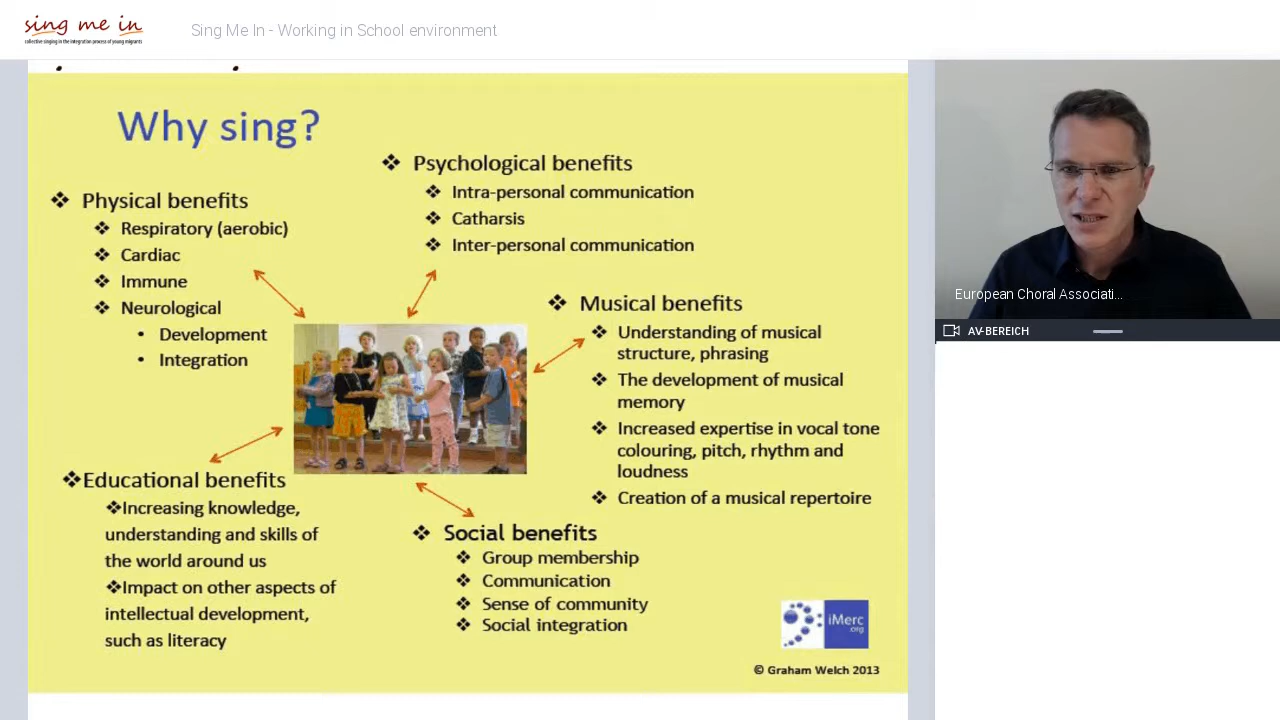 sing me in
collective singing in the integration process of young migrants
Sing Me In - Working in School environment
Why sing?
❖ Physical benefits
❖ Respiratory (aerobic)
❖ Cardiac
❖ Immune
❖ Neurological
• Development
• Integration
❖ Psychological benefits
❖ Intra-personal communication
❖ Catharsis
❖ Inter-personal communication
❖ Musical benefits
❖ Understanding of musical
structure, phrasing
❖ The development of musical
memory
❖ Increased expertise in vocal tone
colouring, pitch, rhythm and
loudness
❖ Creation of a musical repertoire
❖Educational benefits
❖Increasing knowledge,
understanding and skills of
the world around us
❖Impact on other aspects of
intellectual development,
such as literacy
❖ Social benefits
❖ Group membership
❖ Communication
❖ Sense of community
❖ Social integration
iMerc
.org
© Graham Welch 2013
European Choral Associati...
AV-BEREICH